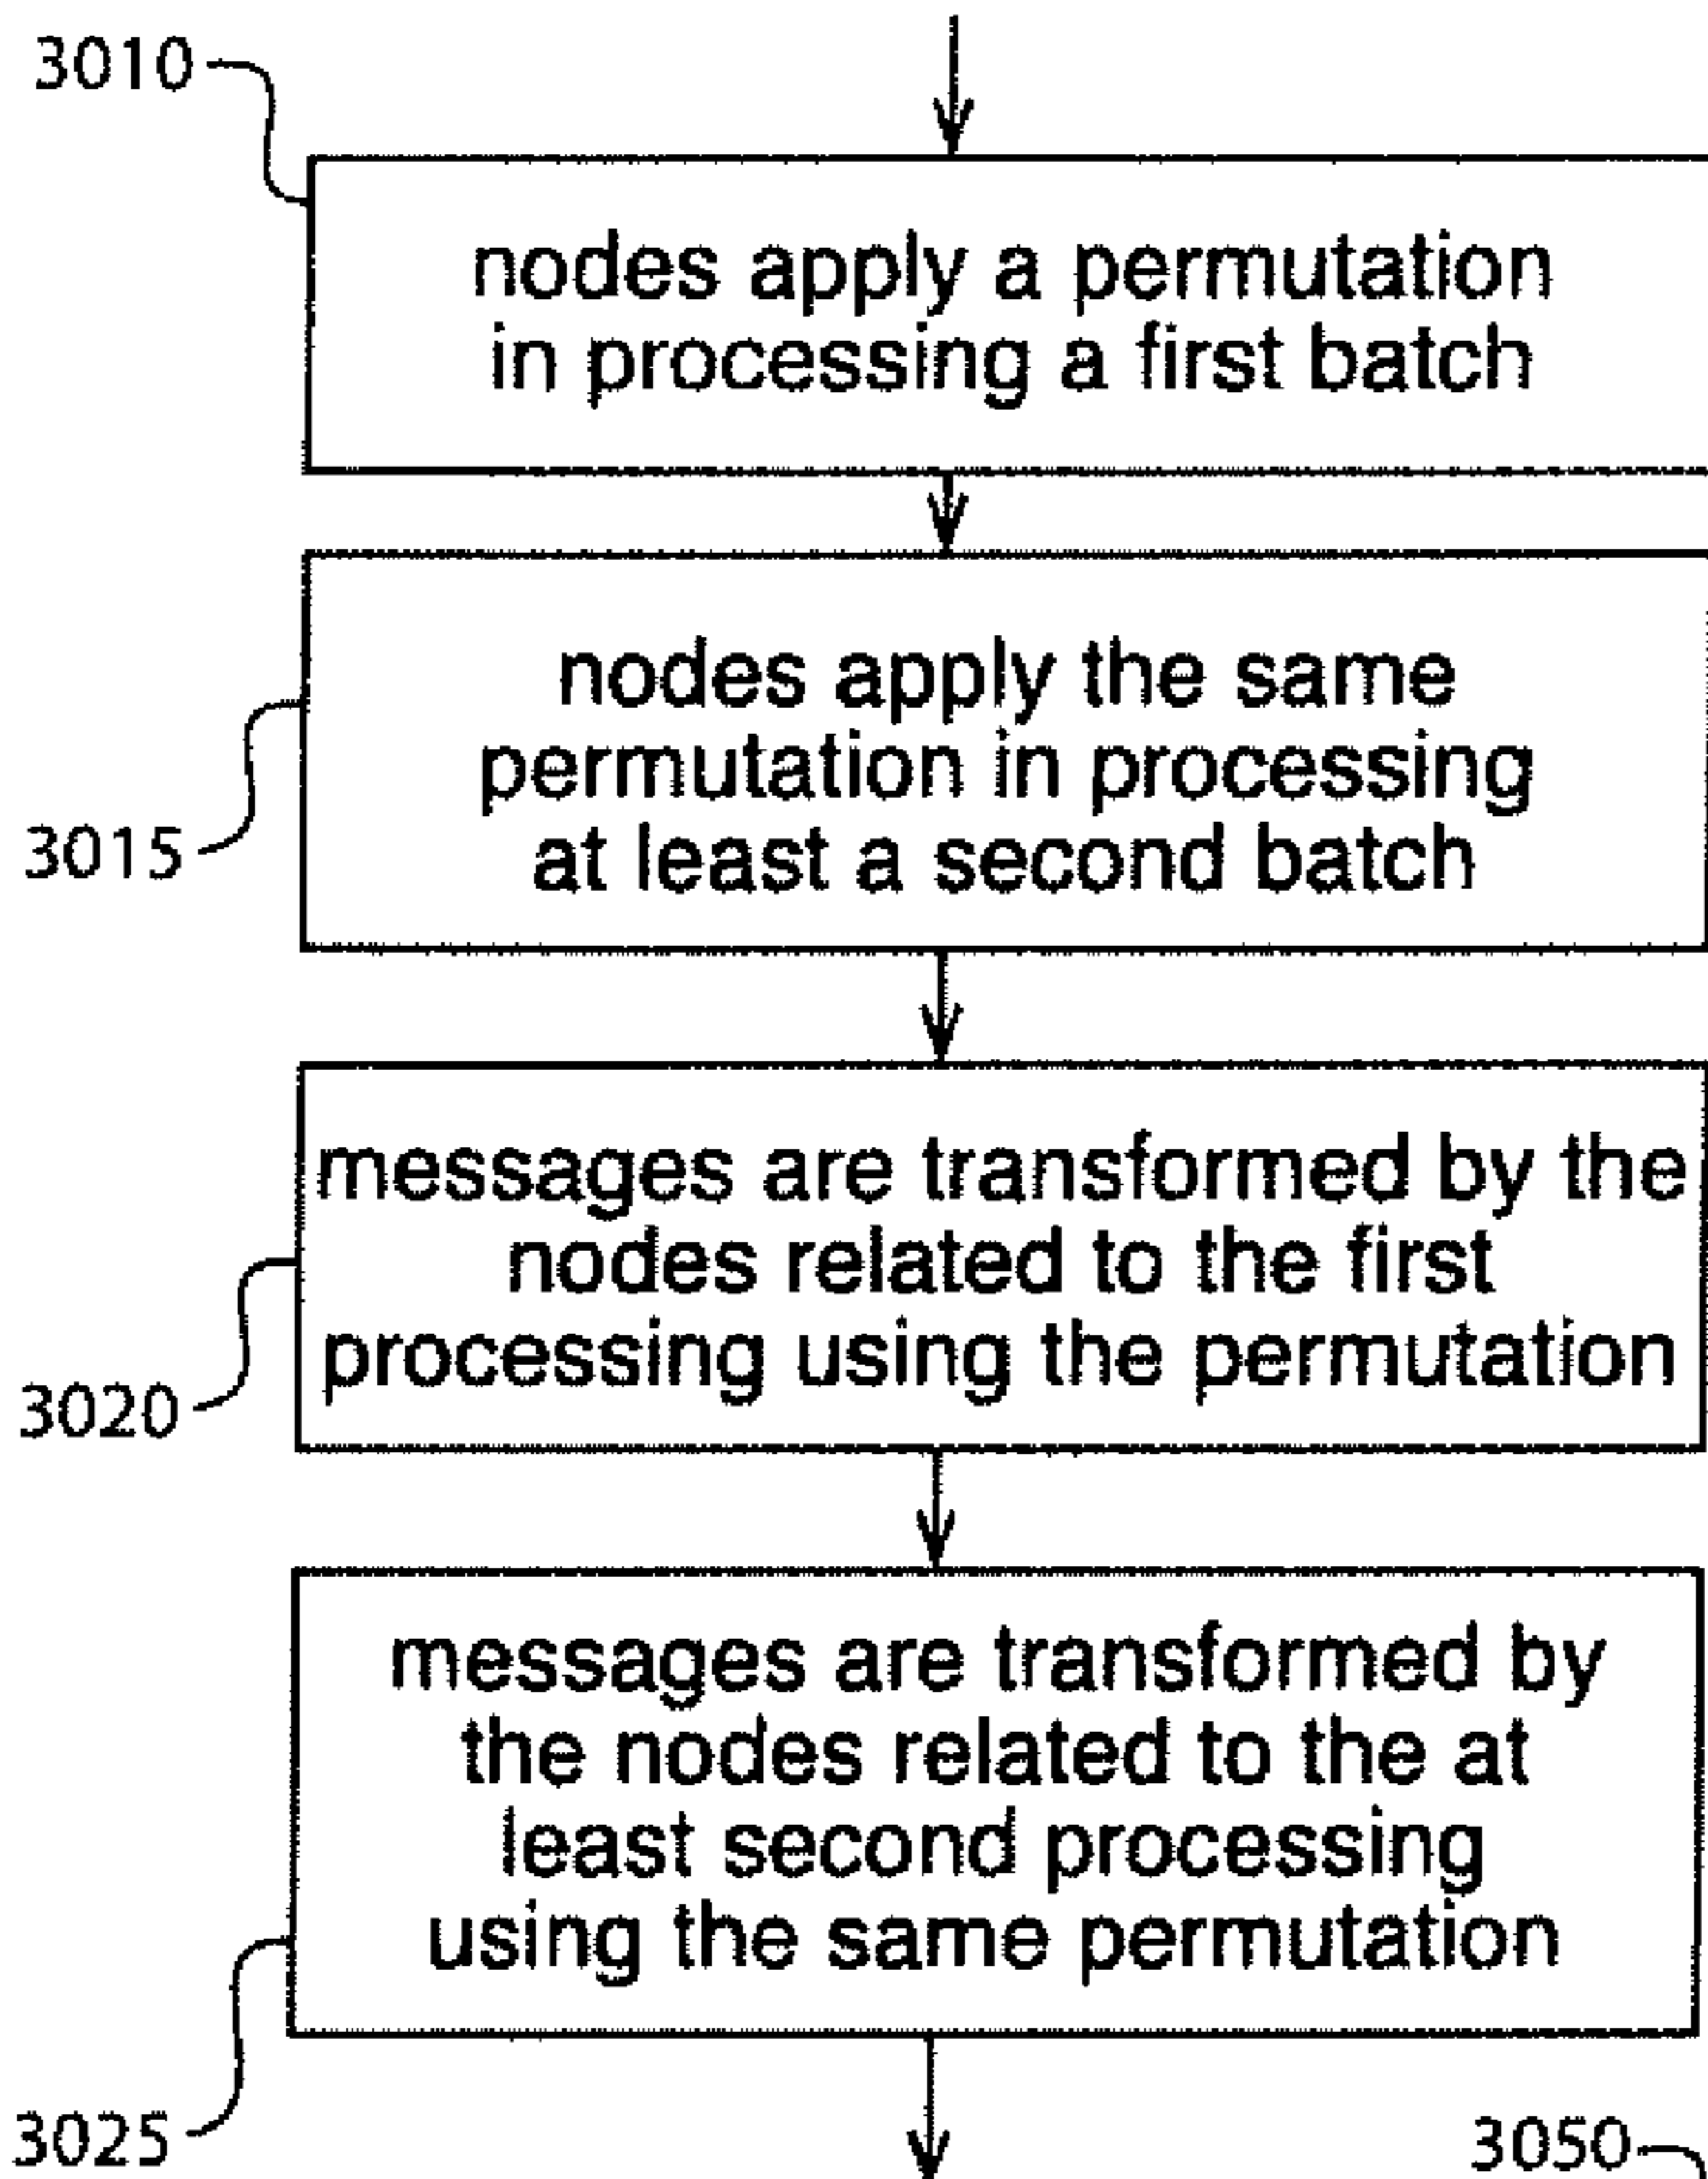 3010
nodes apply a permutation
in processing a first batch
nodes apply the same
permutation in processing
at least a second batch
3015
messages are transformed by the
nodes related to the first
processing using the permutation
3020
messages are transformed by
the nodes related to the at
least second processing
using the same permutation
3025
3050